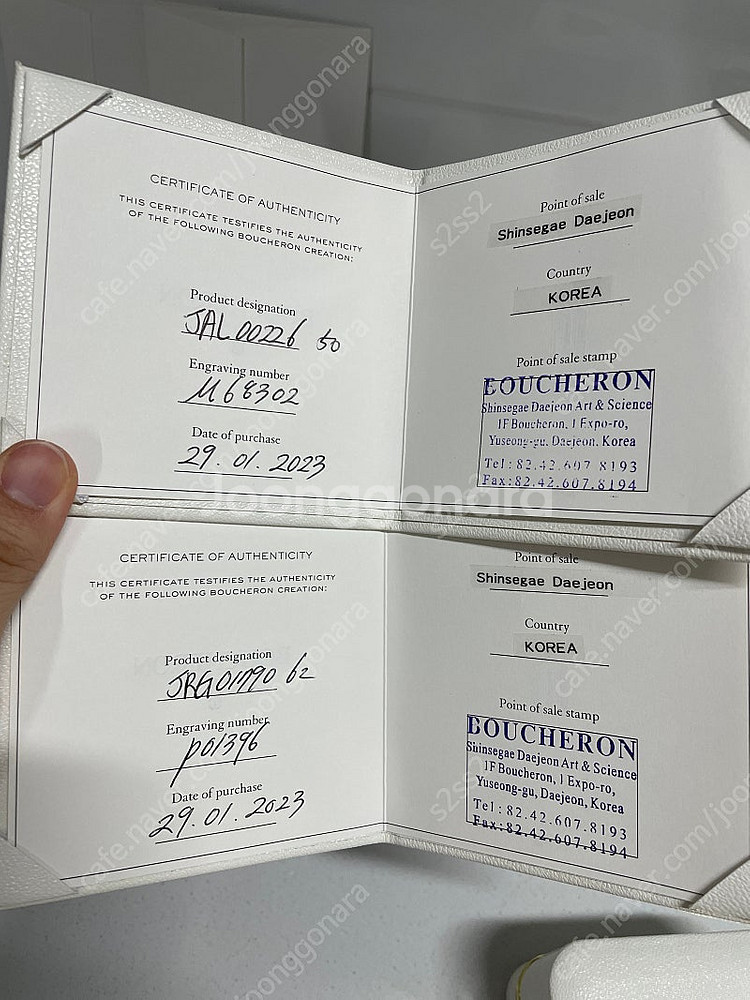 CERTIFICATE OF AUTHENTICITY
THIS CERTIFICATE TESTIFIES THE AUTHENTICITY
OF THE FOLLOWING BOUCHERON CREATION:
Product designation
JAL00226 50
Engraving number
M68302
Date of purchase
29.01.2023
Point of sale
Shinsegae Daejeon
Country
KOREA
Point of sale stamp
BOUCHERON
Shinsegae Daejeon Art & Science
1F Boucheron, 1 Expo-ro,
Yuseong-gu, Daejeon, Korea
Tel:82.42.607.8193
Fax:82.42.607.8194
Joonggonara
CERTIFICATE OF AUTHENTICITY
THIS CERTIFICATE TESTIFIES THE AUTHENTICITY
OF THE FOLLOWING BOUCHERON CREATION:
Product designation
JRG01790 62
Engraving number
P01396
Date of purchase
29.01.2023
Point of sale
Shinsegae Daejeon
Country
KOREA
Point of sale stamp
BOUCHERON
Shinsegae Daejeon Art & Science
1F Boucheron, 1 Expo-ro,
Yuseong-gu, Daejeon, Korea
Tel:82.42.607.8193
Fax:82.42.607.8194
cafe.naver.com/joonggonara
s2ss2